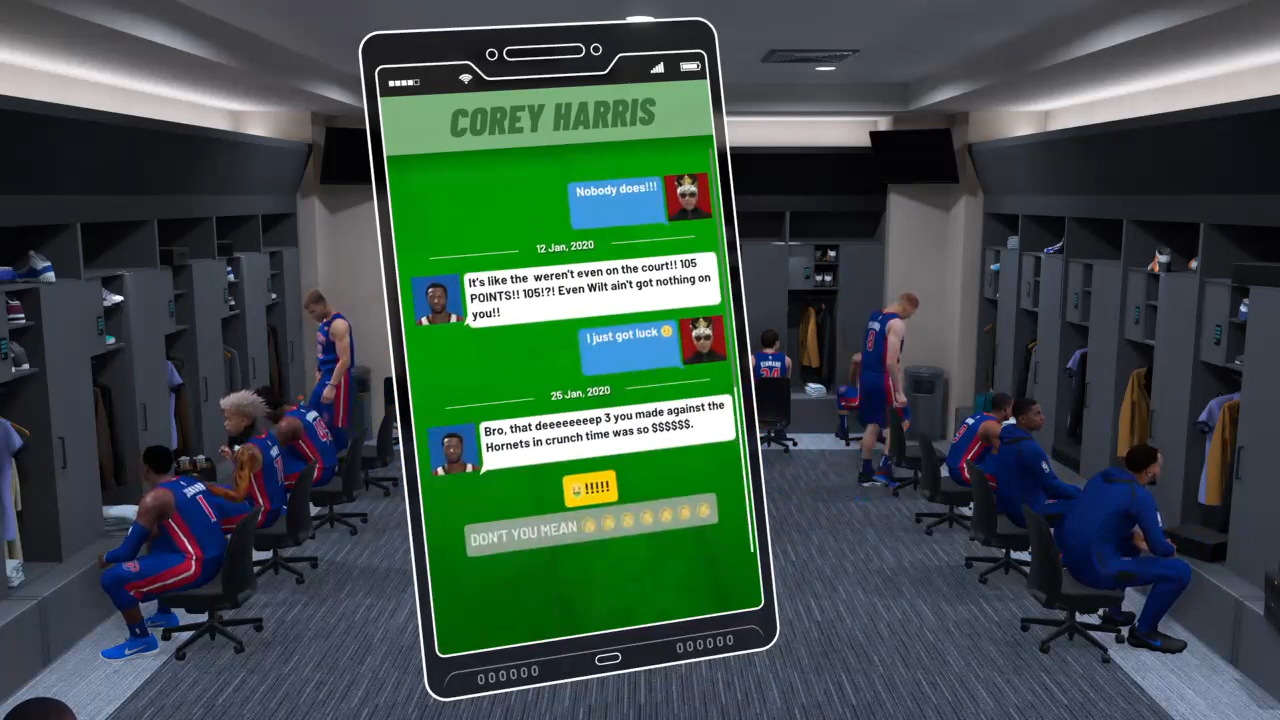 COREY HARRIS
Nobody does!!!
12 Jan, 2020
It's like the weren't even on the court!! 105
POINTS!! 105!?! Even Wilt ain't got nothing on
you!!
I just got luck 😕
25 Jan, 2020
Bro, that deeeeeeeep 3 you made against the
Hornets in crunch time was so $$$$$$.
🤑!!!!!
DON'T YOU MEAN 👌👌👌👌👌👌👌
1
2